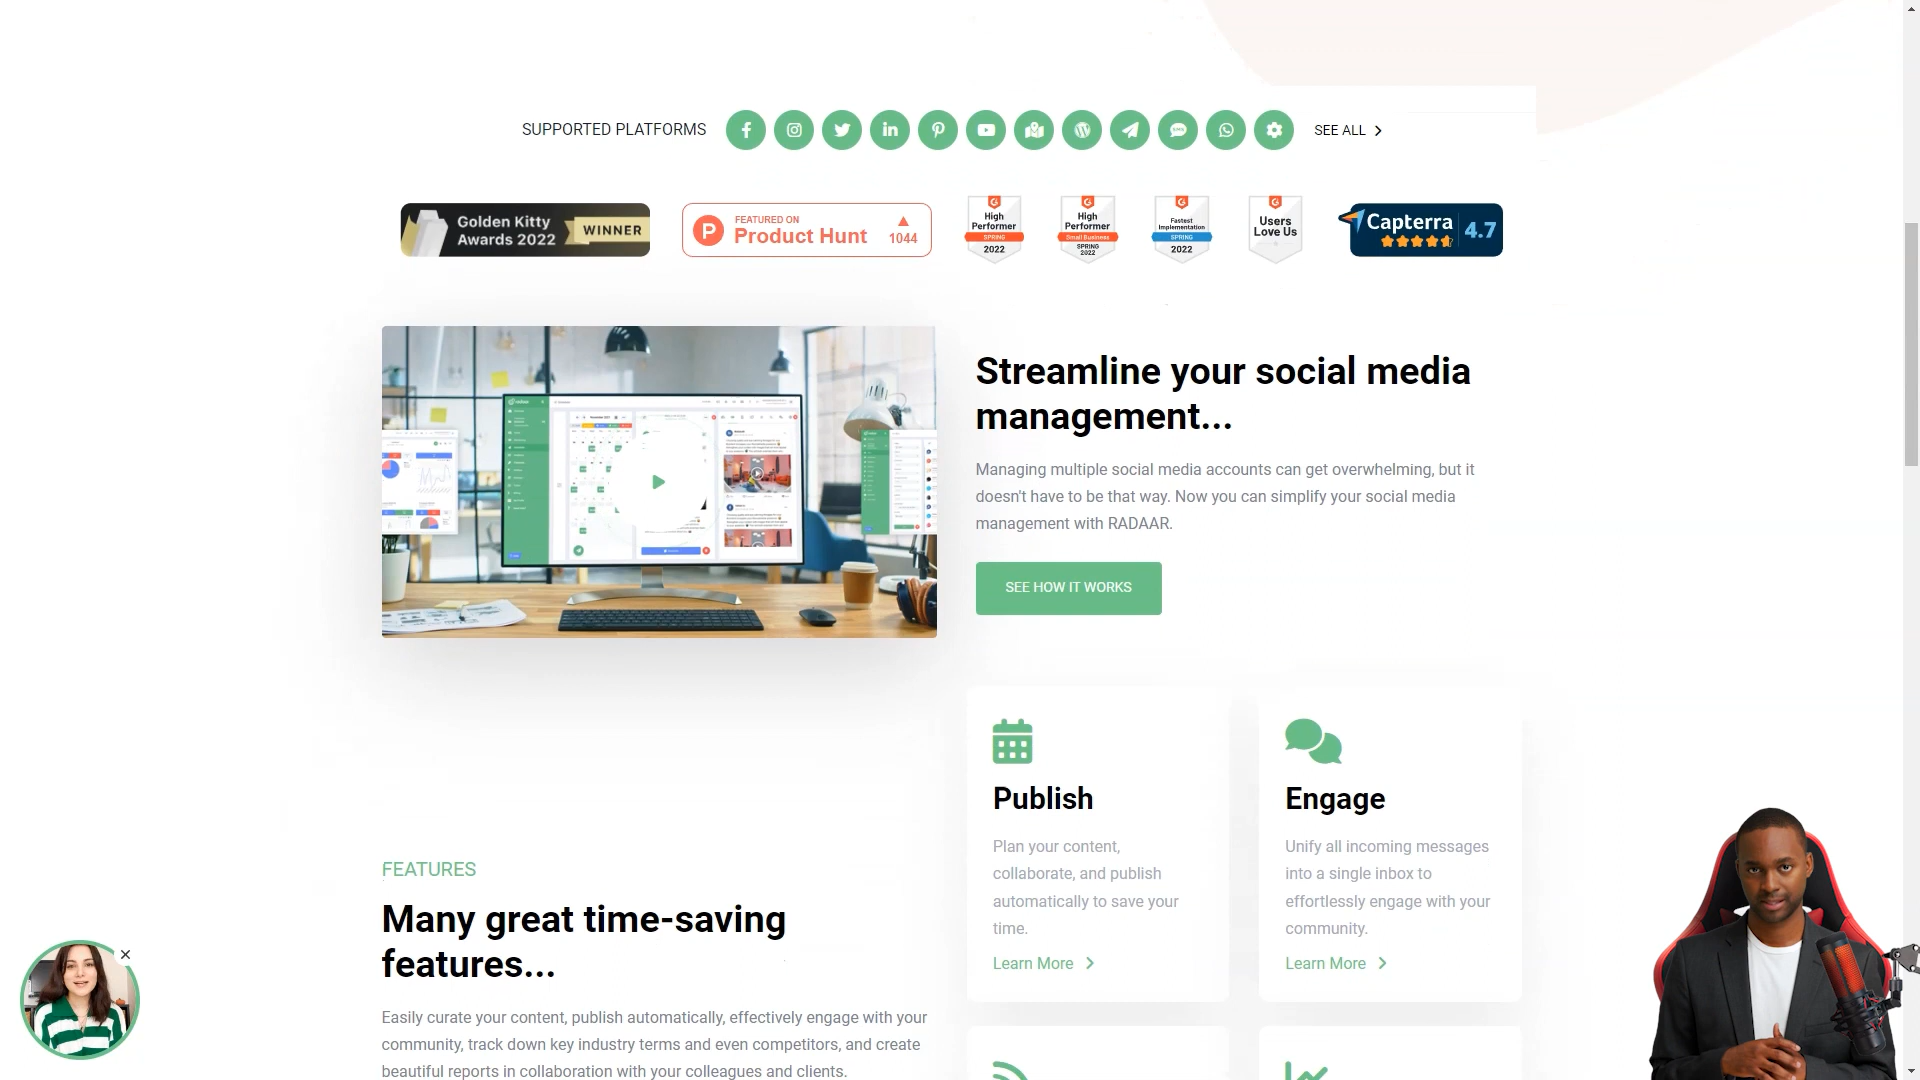 SUPPORTED PLATFORMS
SEE ALL
Golden Kitty
Awards 2022
WINNER
FEATURED ON
Product Hunt
1044
High
Performer
SPRING
2022
High
Performer
Small Business
SPRING
2022
Fastest
Implementation
SPRING
2022
Users
Love Us
Capterra
4.7
Streamline your social media
management...
Managing multiple social media accounts can get overwhelming, but it
doesn't have to be that way. Now you can simplify your social media
management with RADAAR.
SEE HOW IT WORKS
Publish
Plan your content,
collaborate, and publish
automatically to save your
time.
Learn More
Engage
Unify all incoming messages
into a single inbox to
effortlessly engage with your
community.
Learn More
FEATURES
Many great time-saving
features...
Easily curate your content, publish automatically, effectively engage with your
community, track down key industry terms and even competitors, and create
beautiful reports in collaboration with your colleagues and clients.